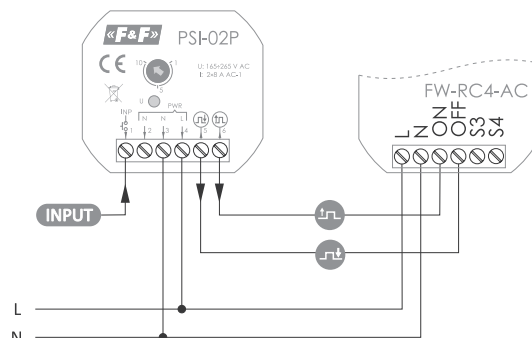 «F&F» PSI-02P
CE
U: 165÷265 V AC
I: 2×8 A AC-1
10 1
5
U
INP. PWR
N N L
1 2 3 4 5 6
INPUT
FW-RC4-AC
L N ON OFF S3 S4
L
N